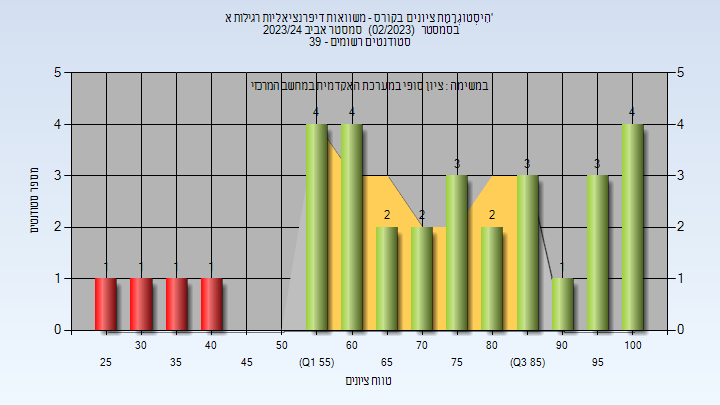 הִיסְטוֹגְרָמַת ציונים בקורס - משוואות דיפרנציאליות רגילות א'
בסמסטר (02/2023) סמסטר אביב 2023/24
סטודנטים רשומים - 39
במשימה : ציון סופי במערכת האקדמית במחשב המרכזי
מספר סטודנטים
5 5
4 4
3 3
2 2
1 1
0 0
1 1 1 1 4 4 2 2 3 2 3 1 3 4
30 40 50 60 70 80 90 100
25 35 45 (Q1 55) 65 75 (Q3 85) 95
טווח ציונים